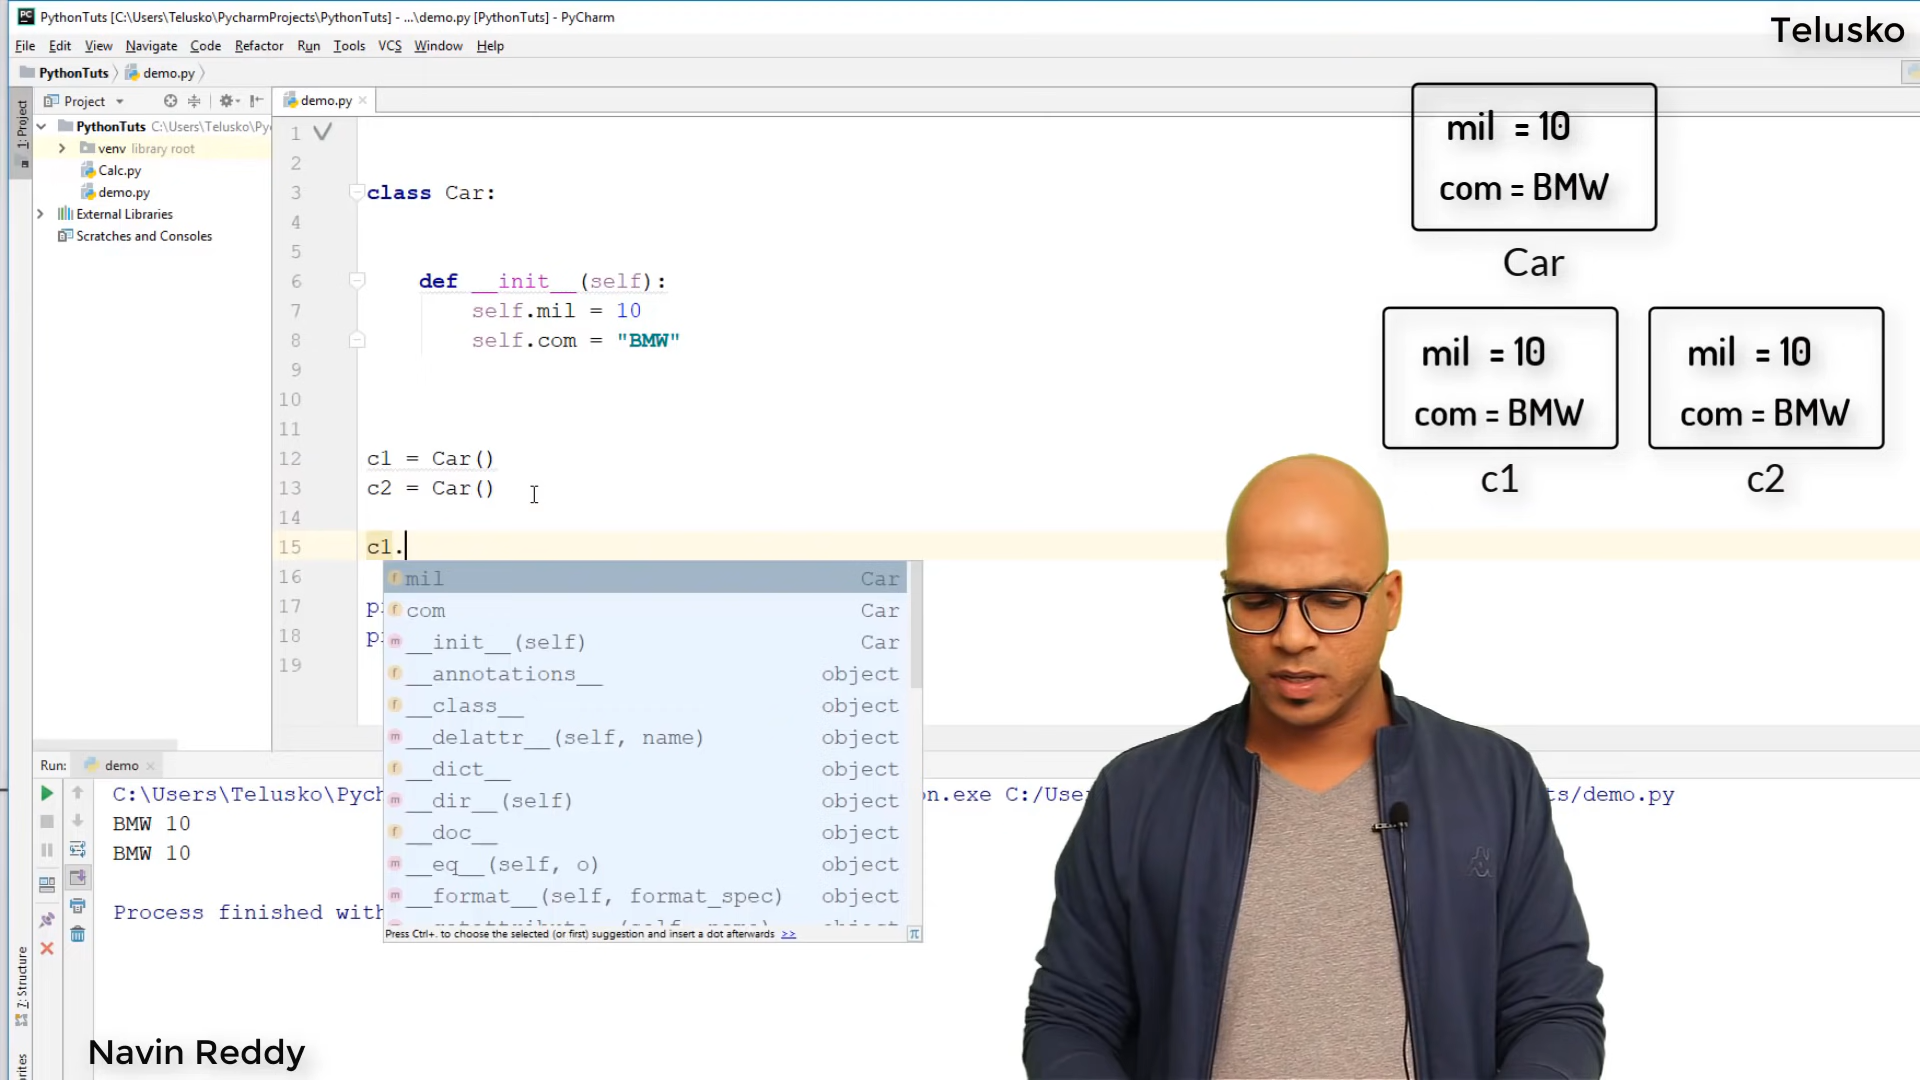 PythonTuts [C:\Users\Telusko\PycharmProjects\PythonTuts] - ...\demo.py [PythonTuts] - PyCharm
File Edit View Navigate Code Refactor Run Tools VCS Window Help
Telusko
PythonTuts demo.py
Project
demo.py
1: Project
PythonTuts C:\Users\Telusko\Py
venv library root
Calc.py
demo.py
External Libraries
Scratches and Consoles
1
2
3 class Car:
4
5
6 def __init__(self):
7 self.mil = 10
8 self.com = "BMW"
9
10
11
12 c1 = Car()
13 c2 = Car()
14
15 c1.
16
17
18
19
mil Car
com Car
__init__(self) Car
__annotations__ object
__class__ object
__delattr__(self, name) object
__dict__ object
__dir__(self) object
__doc__ object
__eq__(self, o) object
__format__(self, format_spec) object
Press Ctrl+. to choose the selected (or first) suggestion and insert a dot afterwards >>
mil = 10
com = BMW
Car
mil = 10
com = BMW
c1
mil = 10
com = BMW
c2
Run: demo
C:\Users\Telusko\Pych on.exe C:/Use ts/demo.py
BMW 10
BMW 10
Process finished with
7: Structure
Navin Reddy